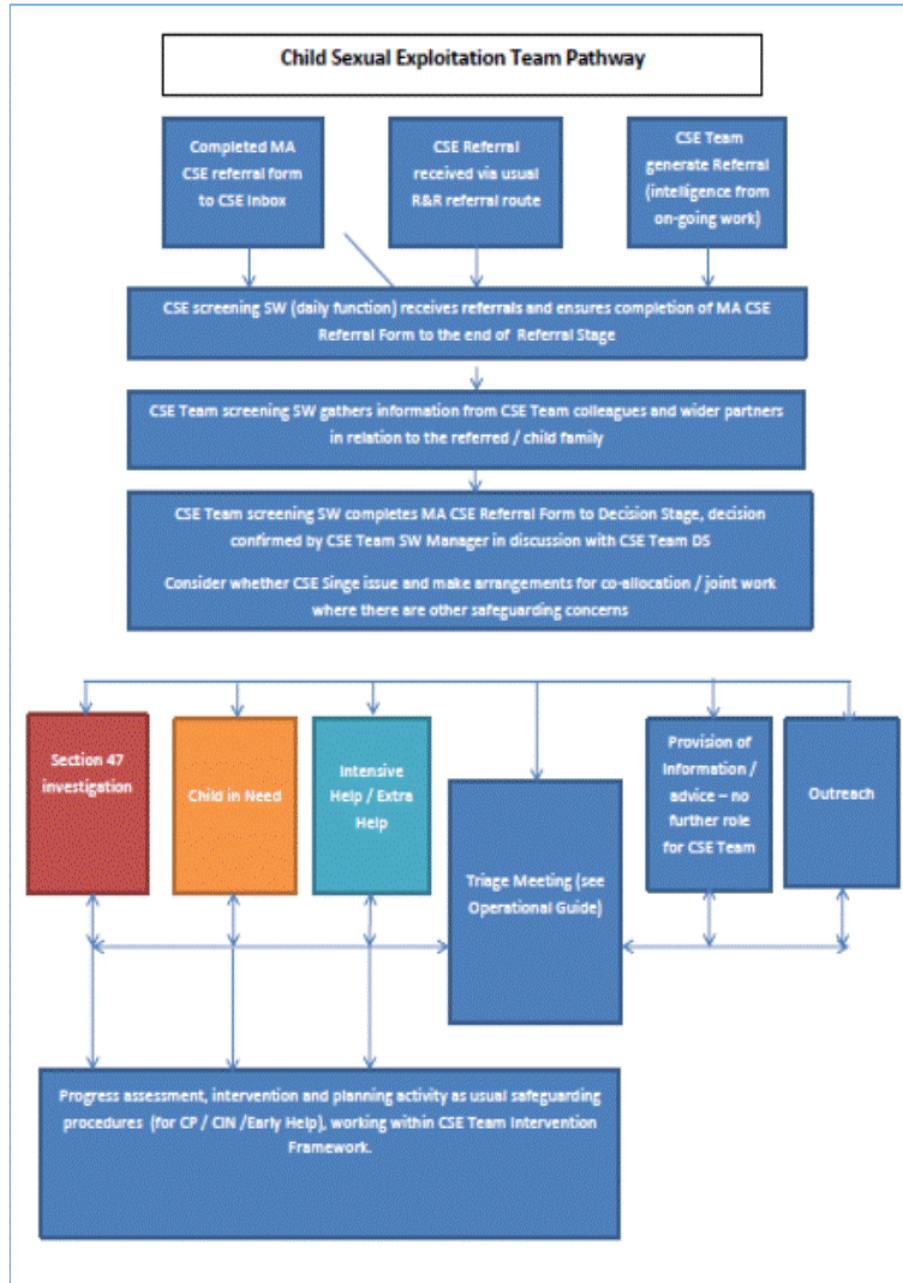 Child Sexual Exploitation Team Pathway
Completed MA
CSE referral form
to CSE Inbox
CSE Referral
received via usual
R&R referral route
CSE Team
generate Referral
(intelligence from
on-going work)
CSE screening SW (daily function) receives referrals and ensures completion of MA CSE
Referral Form to the end of Referral Stage
CSE Team screening SW gathers information from CSE Team colleagues and wider partners
in relation to the referred / child family
CSE Team screening SW completes MA CSE Referral Form to Decision Stage, decision
confirmed by CSE Team SW Manager in discussion with CSE Team DS
Consider whether CSE Singe issue and make arrangements for co-allocation / joint work
where there are other safeguarding concerns
Section 47
investigation
Child in Need
Intensive
Help / Extra
Help
Triage Meeting (see
Operational Guide)
Provision of
Information /
advice – no
further role
for CSE Team
Outreach
Progress assessment, intervention and planning activity as usual safeguarding
procedures (for CP / CIN /Early Help), working within CSE Team Intervention
Framework.